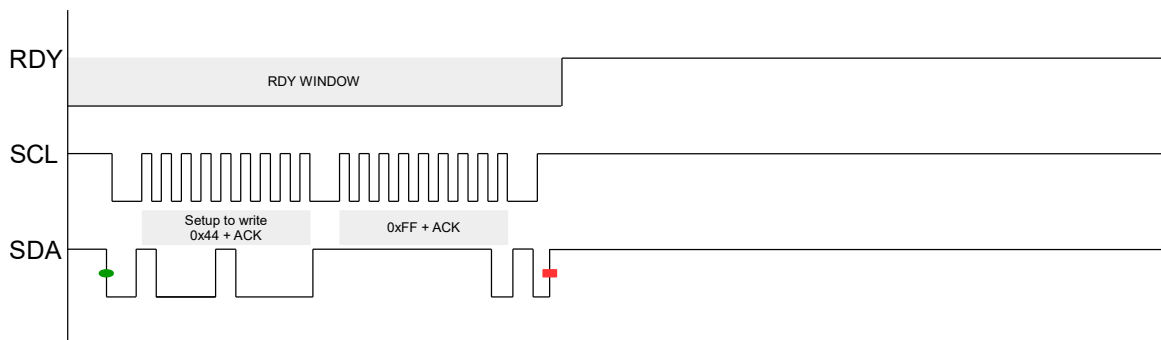 RDY
RDY WINDOW
SCL
Setup to write
0x44 + ACK
0xFF + ACK
SDA